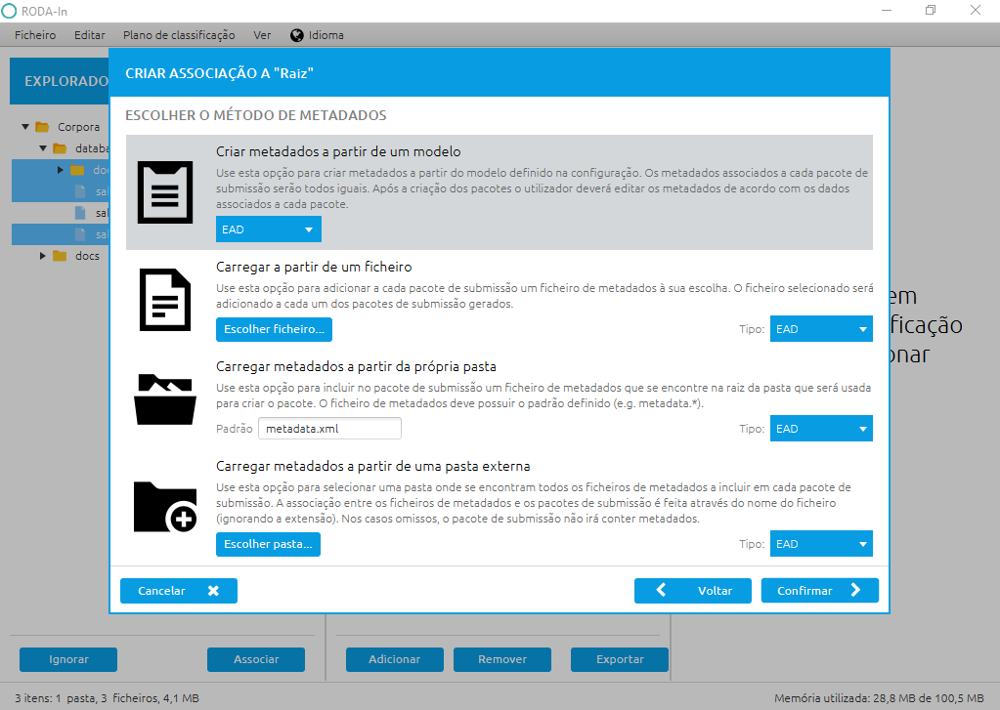 RODA-In
Ficheiro Editar Plano de classificação Ver Idioma
EXPLORADO
CRIAR ASSOCIAÇÃO A "Raiz"
ESCOLHER O MÉTODO DE METADADOS
Corpora
databa
do
sal
sal
sal
docs
Criar metadados a partir de um modelo
Use esta opção para criar metadados a partir do modelo definido na configuração. Os metadados associados a cada pacote de
submissão serão todos iguais. Após a criação dos pacotes o utilizador deverá editar os metadados de acordo com os dados
associados a cada pacote.
EAD
Carregar a partir de um ficheiro
Use esta opção para adicionar a cada pacote de submissão um ficheiro de metadados à sua escolha. O ficheiro selecionado será
adicionado a cada um dos pacotes de submissão gerados.
Escolher ficheiro... Tipo: EAD
Carregar metadados a partir da própria pasta
Use esta opção para incluir no pacote de submissão um ficheiro de metadados que se encontre na raiz da pasta que será usada
para criar o pacote. O ficheiro de metadados deve possuir o padrão definido (e.g. metadata.*).
Padrão metadata.xml Tipo: EAD
Carregar metadados a partir de uma pasta externa
Use esta opção para selecionar uma pasta onde se encontram todos os ficheiros de metadados a incluir em cada pacote de
submissão. A associação entre os ficheiros de metadados e os pacotes de submissão é feita através do nome do ficheiro
(ignorando a extensão). Nos casos omissos, o pacote de submissão não irá conter metadados.
Escolher pasta... Tipo: EAD
em
ficação
onar
Cancelar Voltar Confirmar
Ignorar Associar Adicionar Remover Exportar
3 itens: 1 pasta, 3 ficheiros, 4,1 MB Memória utilizada: 28,8 MB de 100,5 MB